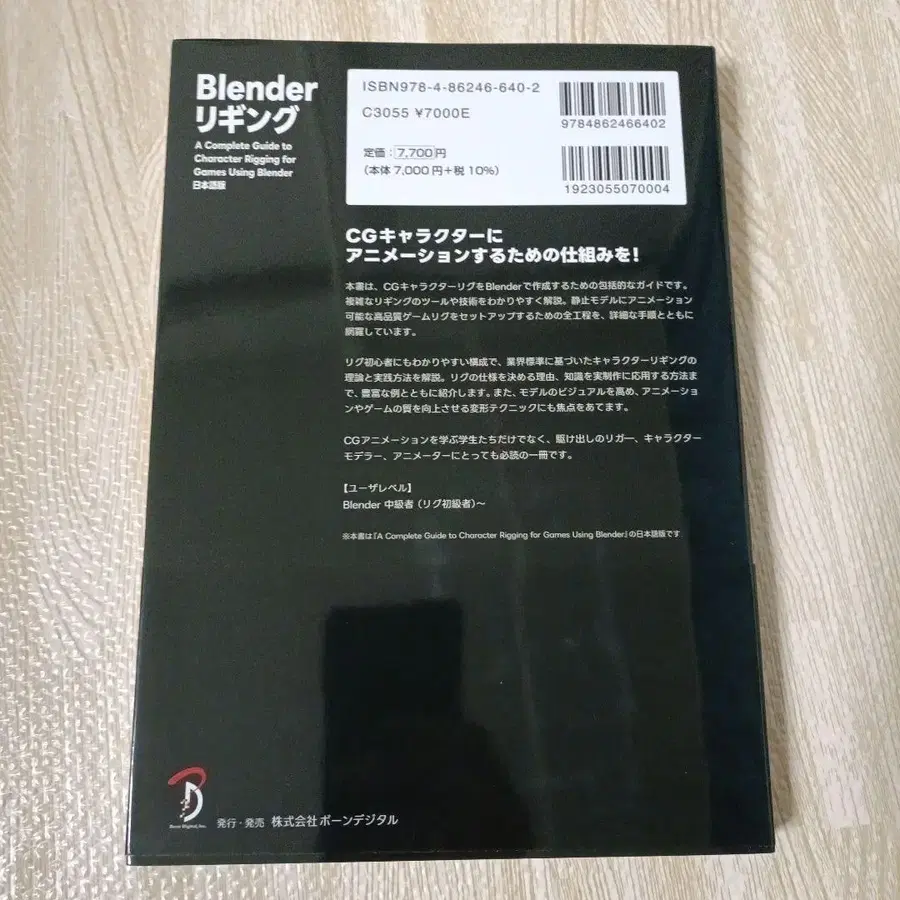 Blender
リギング
A Complete Guide to
Character Rigging for
Games Using Blender
日本語版
ISBN978-4-86246-640-2
C3055 ¥7000E
定価：7,700円
（本体 7,000 円＋税 10%）
9784862466402
1923055070004
CGキャラクターに
アニメーションするための仕組みを！
本書は、CGキャラクターリグをBlenderで作成するための包括的なガイドです。
複雑なリギングのツールや技術をわかりやすく解説。静止モデルにアニメーション
可能な高品質ゲームリグをセットアップするための全工程を、詳細な手順とともに
網羅しています。
リグ初心者にもわかりやすい構成で、業界標準に基づいたキャラクターリギングの
理論と実践方法を解説。リグの仕様を決める理由、知識を実制作に応用する方法ま
で、豊富な例とともに紹介します。また、モデルのビジュアルを高め、アニメーショ
ンやゲームの質を向上させる変形テクニックにも焦点をあてます。
CGアニメーションを学ぶ学生たちだけでなく、駆け出しのリガー、キャラクター
モデラー、アニメーターにとっても必読の一冊です。
【ユーザレベル】
Blender 中級者（リグ初級者）〜
※本書は『A Complete Guide to Character Rigging for Games Using Blender』の日本語版です
Born Digital, Inc.
発行・発売 株式会社 ボーンデジタル